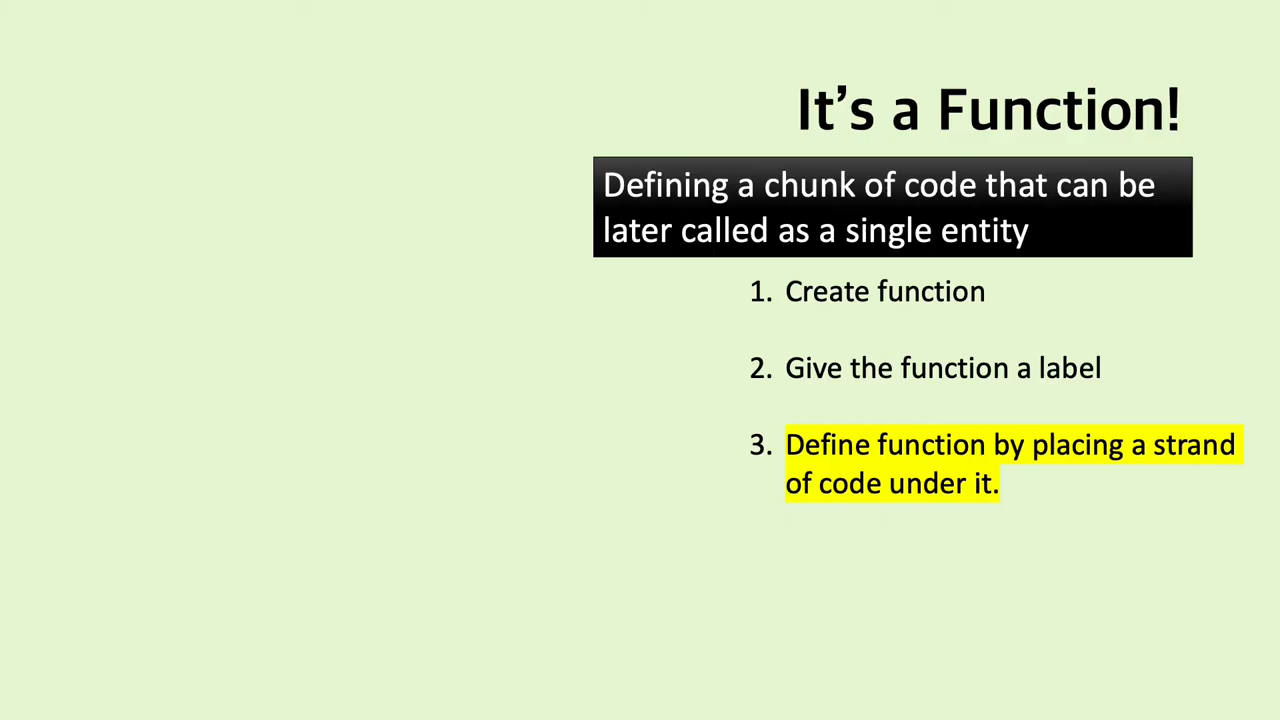 It’s a Function!
Defining a chunk of code that can be
later called as a single entity
1. Create function
2. Give the function a label
3. Define function by placing a strand
of code under it.